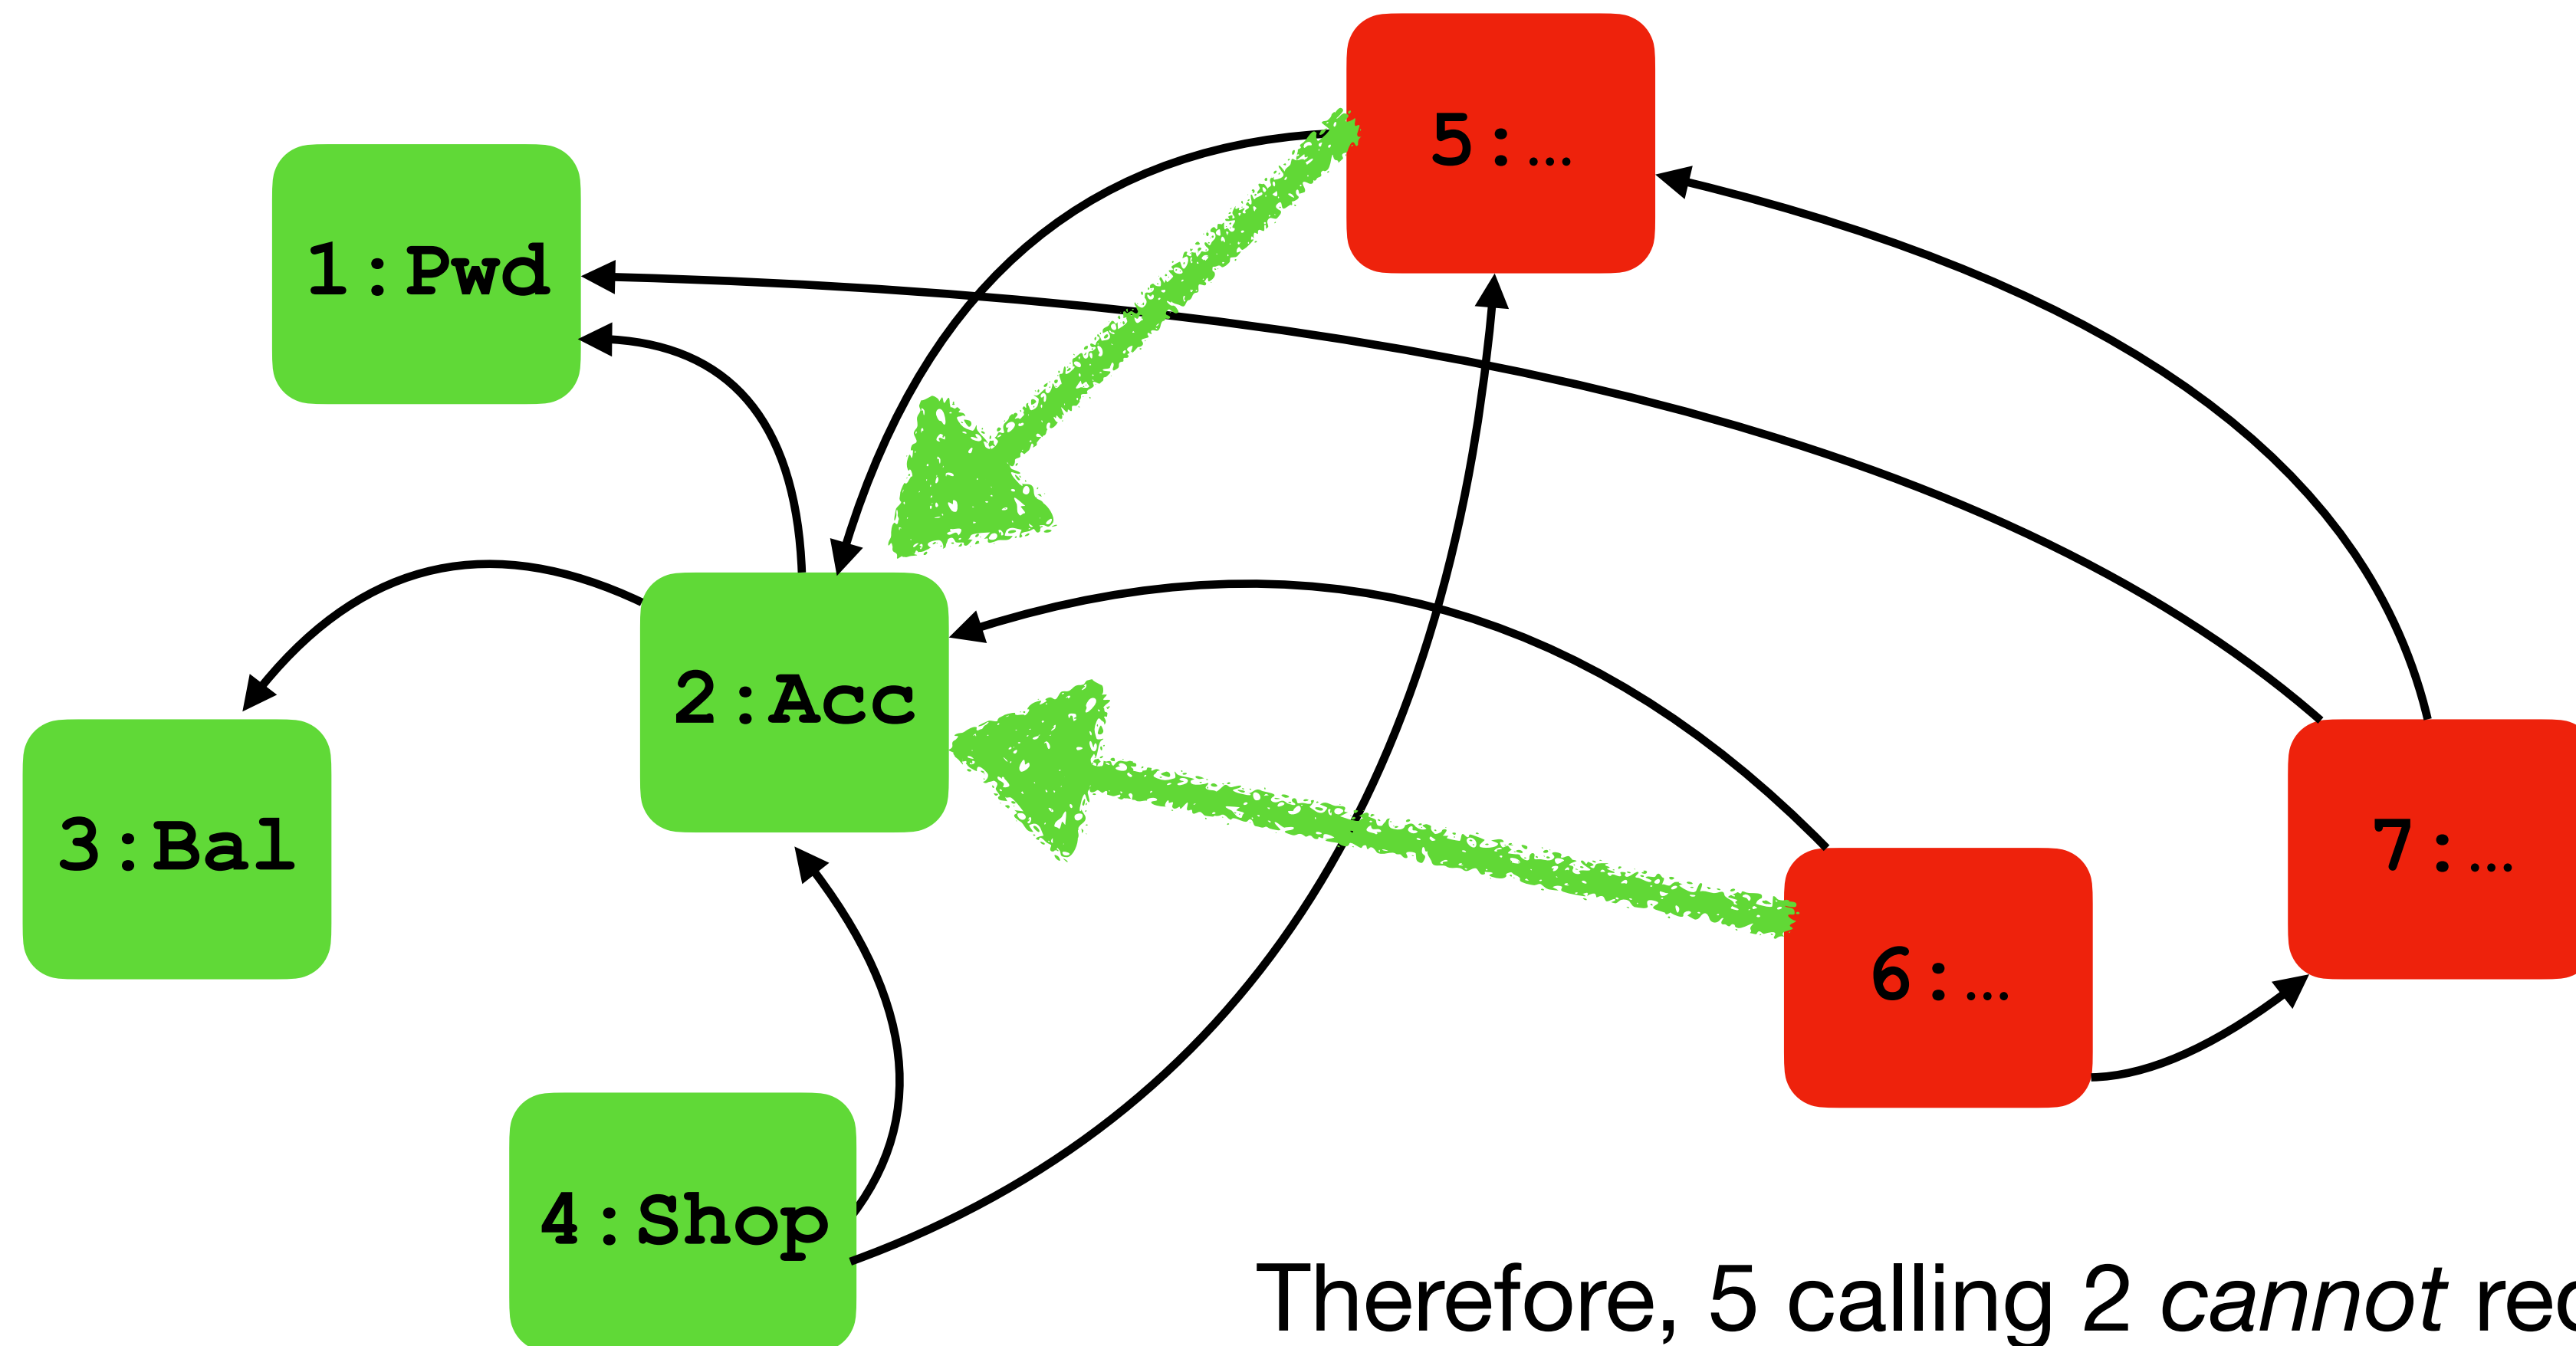 5:…
1:Pwd
2:Acc
3:Bal
7:…
6:…
4:Shop
Therefore, 5 calling 2 cannot